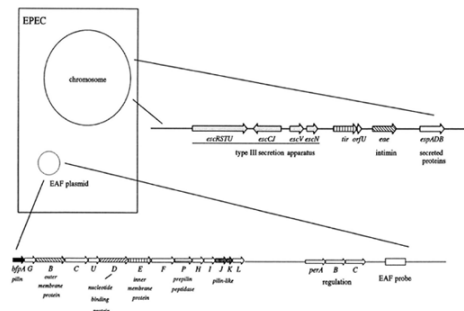 EPEC
chromosome
EAF plasmid
escRSTU escCJ escV escN tir orfU eae espADB
type III secretion apparatus intimin secreted
proteins
bfpA G B C U D E F P H I J K L perA B C EAF probe
pilin outer membrane protein nucleotide binding protein inner membrane protein prepilin peptidase pilin-like regulation